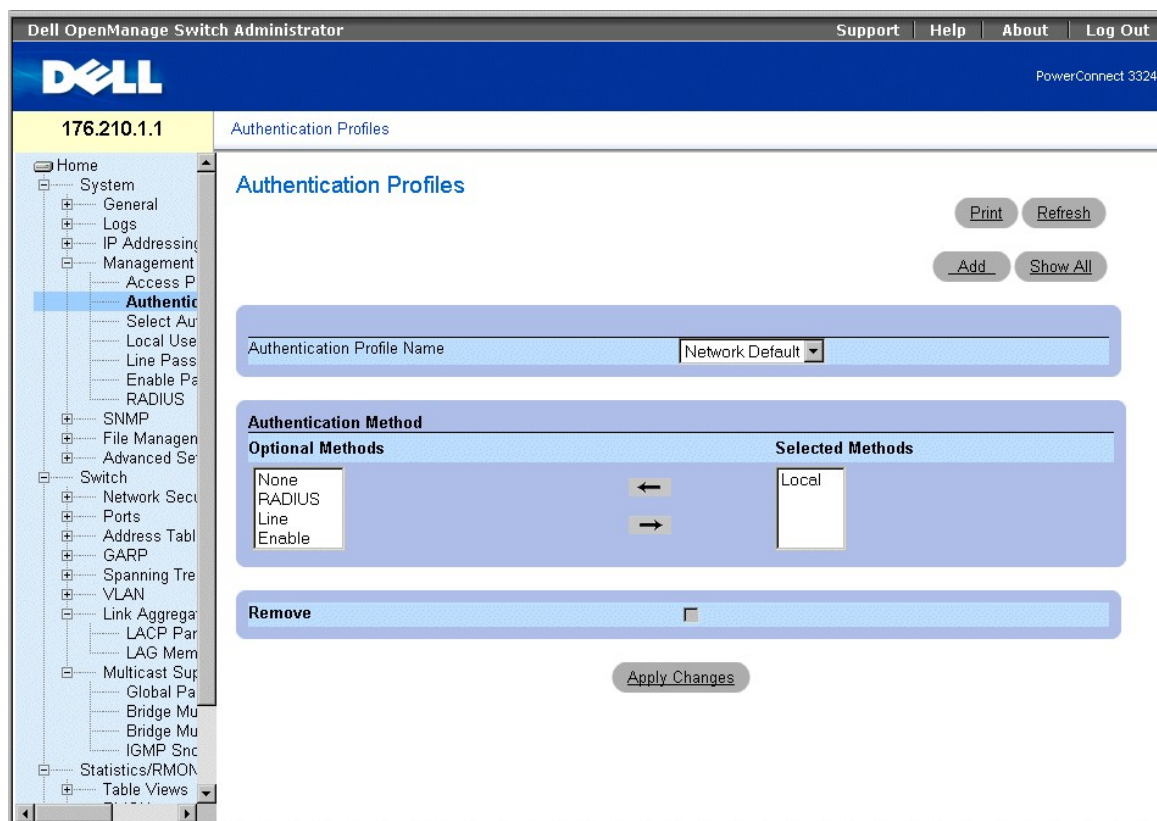 Dell OpenManage Switch Administrator Support Help About Log Out
DELL
PowerConnect 3324
176.210.1.1
Authentication Profiles
Home
System
General
Logs
IP Addressing
Management
Access P
Authentic
Select Au
Local Use
Line Pass
Enable Pa
RADIUS
SNMP
File Managen
Advanced Se
Switch
Network Secu
Ports
Address Tabl
GARP
Spanning Tre
VLAN
Link Aggrega
LACP Par
LAG Mem
Multicast Sup
Global Pa
Bridge Mu
Bridge Mu
IGMP Sno
Statistics/RMON
Table Views
Authentication Profiles
Print Refresh
Add Show All
Authentication Profile Name Network Default
Authentication Method
Optional Methods Selected Methods
None
RADIUS
Line
Enable
Local
Remove
Apply Changes